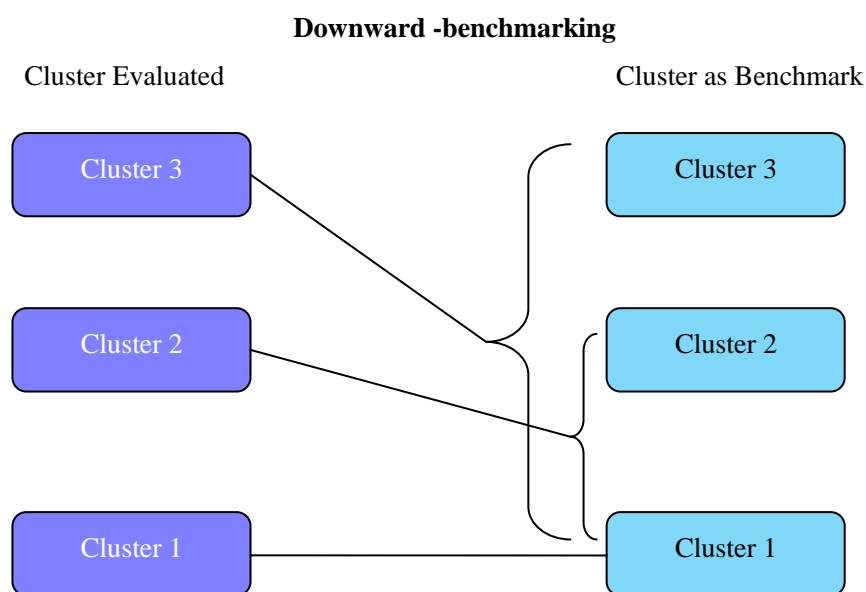 Downward -benchmarking
Cluster Evaluated
Cluster as Benchmark
Cluster 3
Cluster 3
Cluster 2
Cluster 2
Cluster 1
Cluster 1